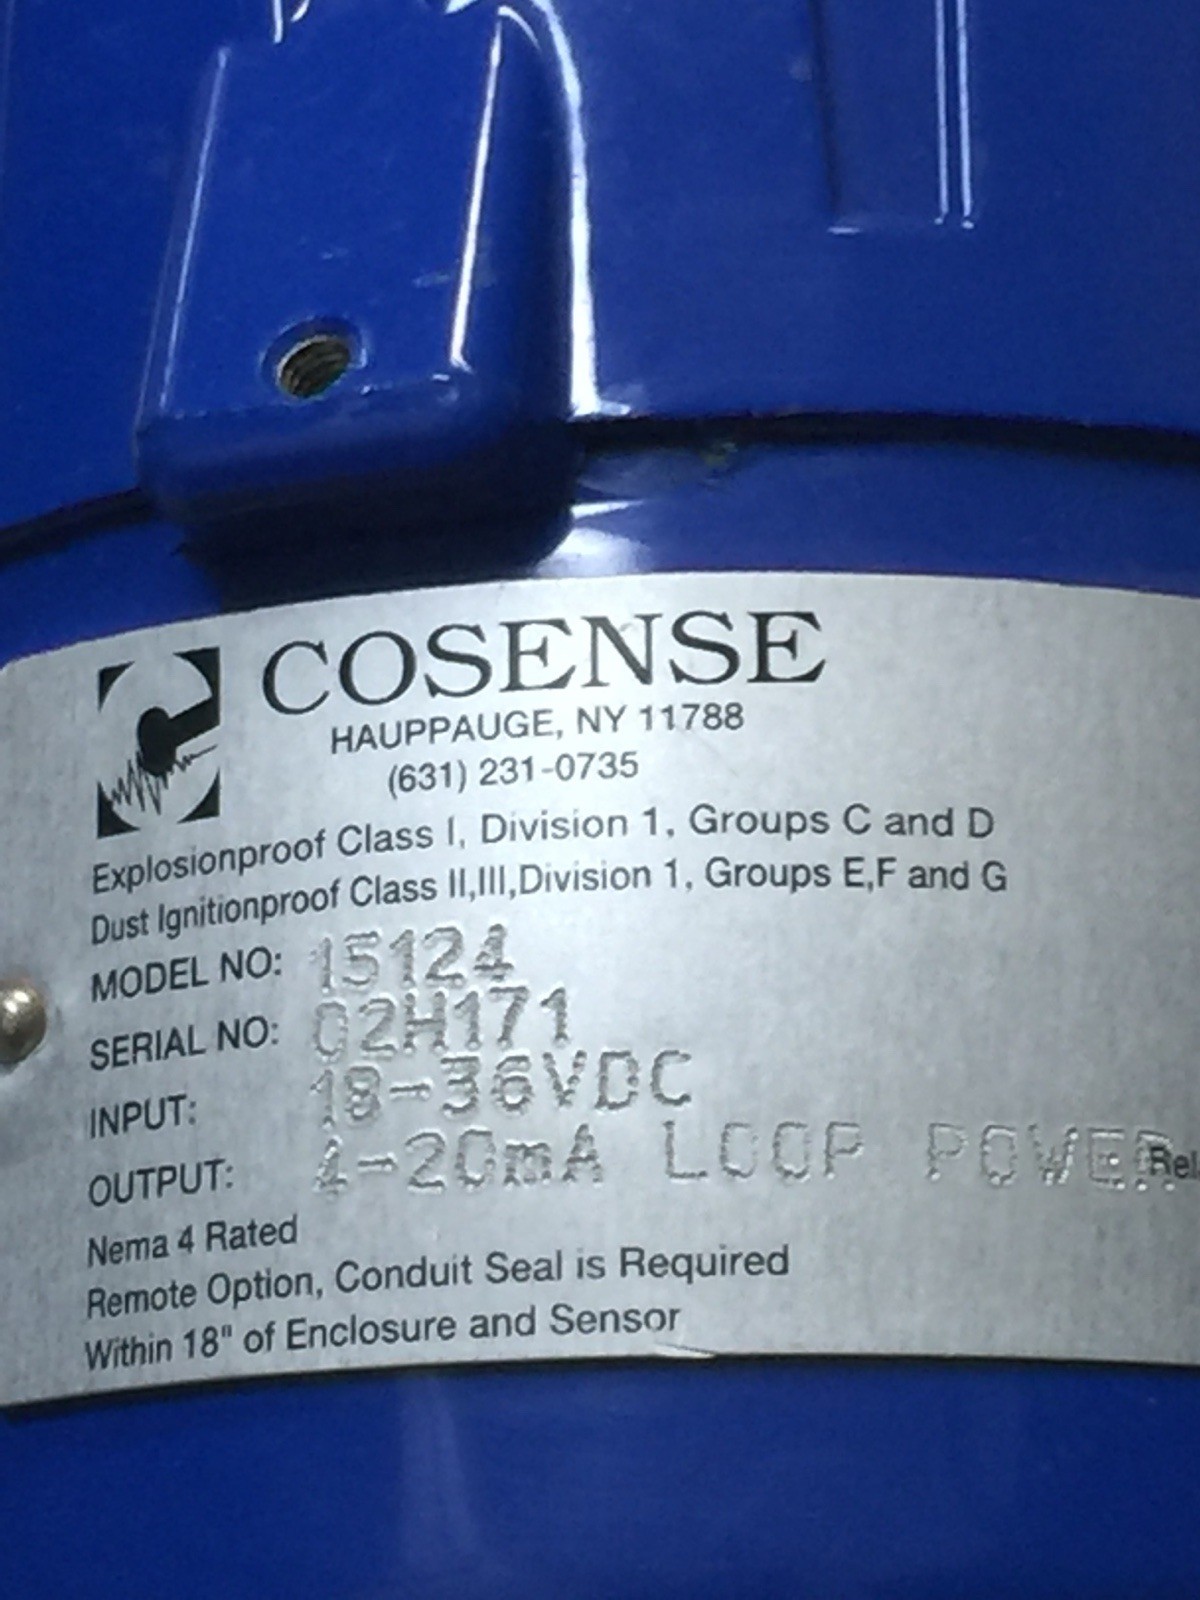 COSENSE
HAUPPAUGE, NY 11788
(631) 231-0735
Explosionproof Class I, Division 1, Groups C and D
Dust Ignitionproof Class II,III,Division 1, Groups E,F and G
MODEL NO: 15124
SERIAL NO: 02H171
INPUT: 18-36VDC
OUTPUT: 4-20mA LOOP POWER Rel
Nema 4 Rated
Remote Option, Conduit Seal is Required
Within 18" of Enclosure and Sensor